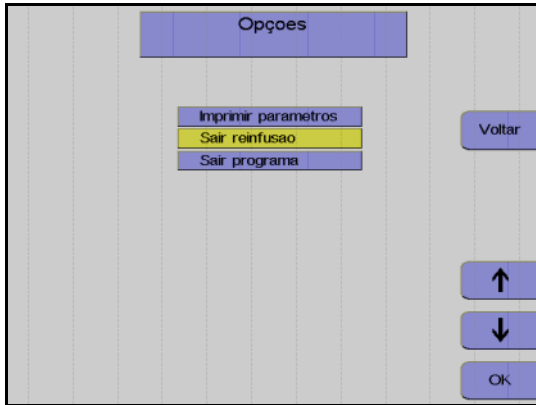 Opçoes
Imprimir parametros
Sair reinfusao
Sair programa
Voltar
↑
↓
OK